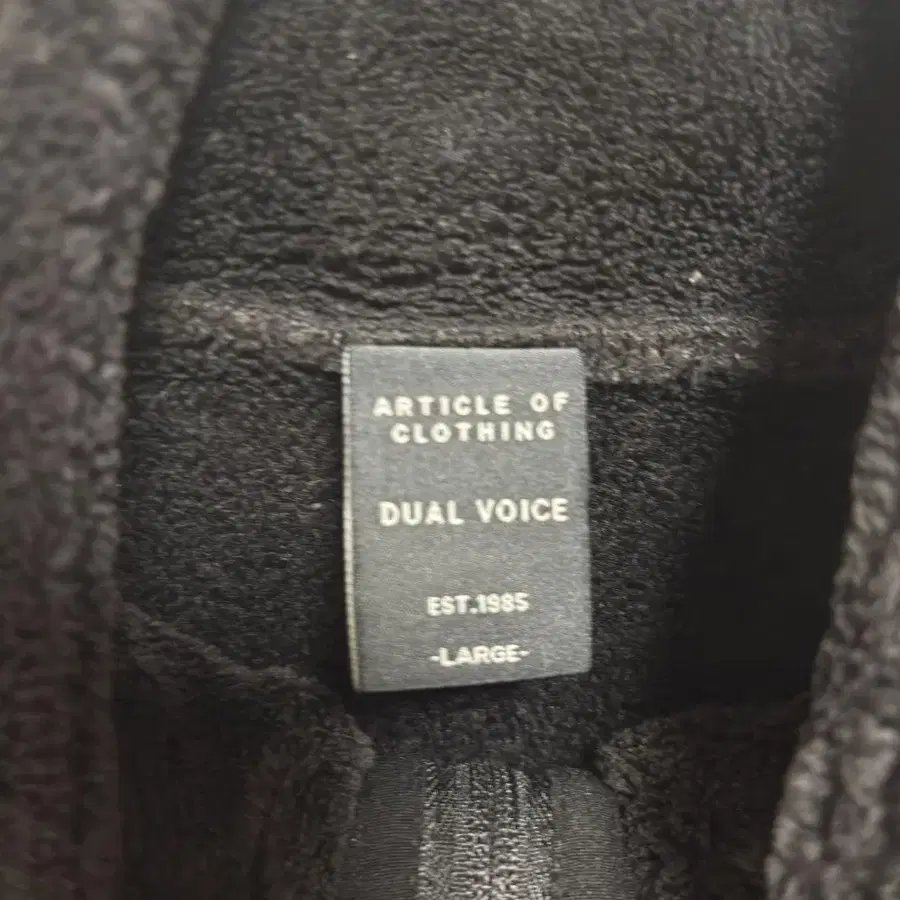 ARTICLE OF
CLOTHING
DUAL VOICE
EST.1985
-LARGE-